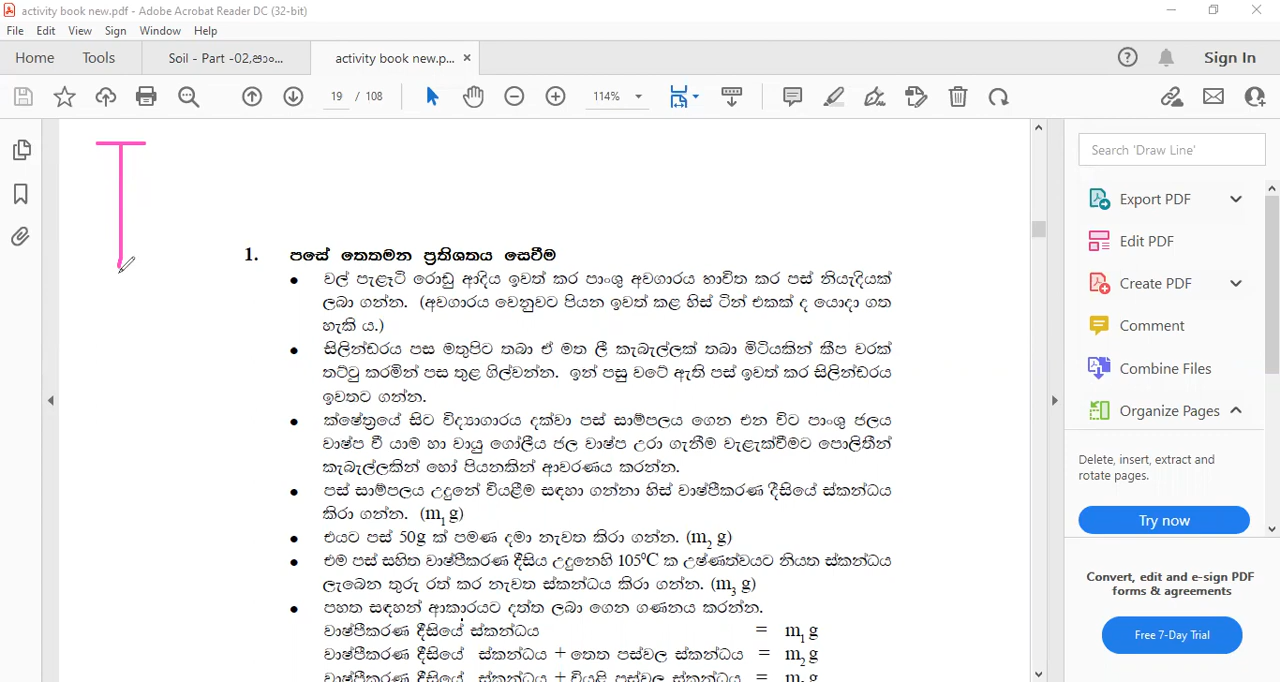 activity book new.pdf - Adobe Acrobat Reader DC (32-bit)
File Edit View Sign Window Help
Home Tools Soil - Part -02,පාං... activity book new.p... × Sign In
19 / 108 114%
Search 'Draw Line'
Export PDF
Edit PDF
Create PDF
Comment
Combine Files
Organize Pages
Delete, insert, extract and
rotate pages.
Try now
Convert, edit and e-sign PDF
forms & agreements
Free 7-Day Trial
1. පසේ තෙතමන ප්‍රතිශතය සෙවීම
• වල් පැළෑටි රොඩු ආදිය ඉවත් කර පාංශු අවගාරය භාවිත කර පස් නියැදියක්
ලබා ගන්න. (අවගාරය වෙනුවට පියන ඉවත් කළ හිස් ටින් එකක් ද යොදා ගත
හැකි ය.)
• සිලින්ඩරය පස මතුපිට තබා ඒ මත ලී කැබැල්ලක් තබා මිටියකින් කීප වරක්
තට්ටු කරමින් පස තුළ ගිල්වන්න. ඉන් පසු වටේ ඇති පස් ඉවත් කර සිලින්ඩරය
ඉවතට ගන්න.
• ක්ෂේත්‍රයේ සිට විද්‍යාගාරය දක්වා පස් සාම්පලය ගෙන එන විට පාංශු ජලය
වාෂ්ප වී යාම හා වායු ගෝලීය ජල වාෂ්ප උරා ගැනීම වැළැක්වීමට පොලිතීන්
කැබැල්ලකින් හෝ පියනකින් ආවරණය කරන්න.
• පස් සාම්පලය උදුනේ වියළීම සඳහා ගන්නා හිස් වාෂ්පීකරණ දීසියේ ස්කන්ධය
කිරා ගන්න. (m₁ g)
• එයට පස් 50g ක් පමණ දමා නැවත කිරා ගන්න. (m₂ g)
• එම පස් සහිත වාෂ්පීකරණ දීසිය උදුනෙහි 105⁰C ක උෂ්ණත්වයට නියත ස්කන්ධය
ලැබෙන තුරු රත් කර නැවත ස්කන්ධය කිරා ගන්න. (m₃ g)
• පහත සඳහන් ආකාරයට දත්ත ලබා ගෙන ගණනය කරන්න.
වාෂ්පීකරණ දීසියේ ස්කන්ධය = m₁ g
වාෂ්පීකරණ දීසියේ ස්කන්ධය + තෙත පස්වල ස්කන්ධය = m₂ g
වාෂ්පීකරණ දීසියේ ස්කන්ධය + වියළි පස්වල ස්කන්ධය =